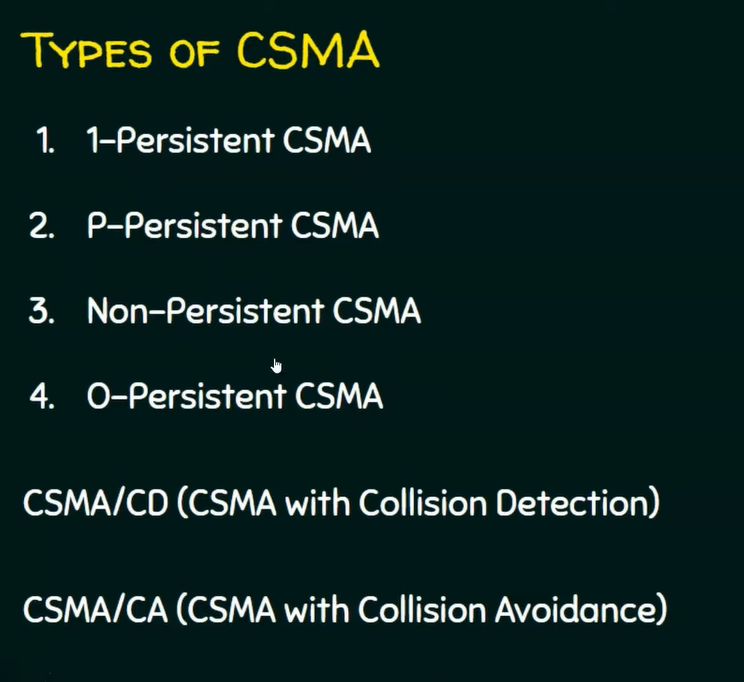 TYPES OF CSMA
1. 1-Persistent CSMA
2. P-Persistent CSMA
3. Non-Persistent CSMA
4. O-Persistent CSMA
CSMA/CD (CSMA with Collision Detection)
CSMA/CA (CSMA with Collision Avoidance)